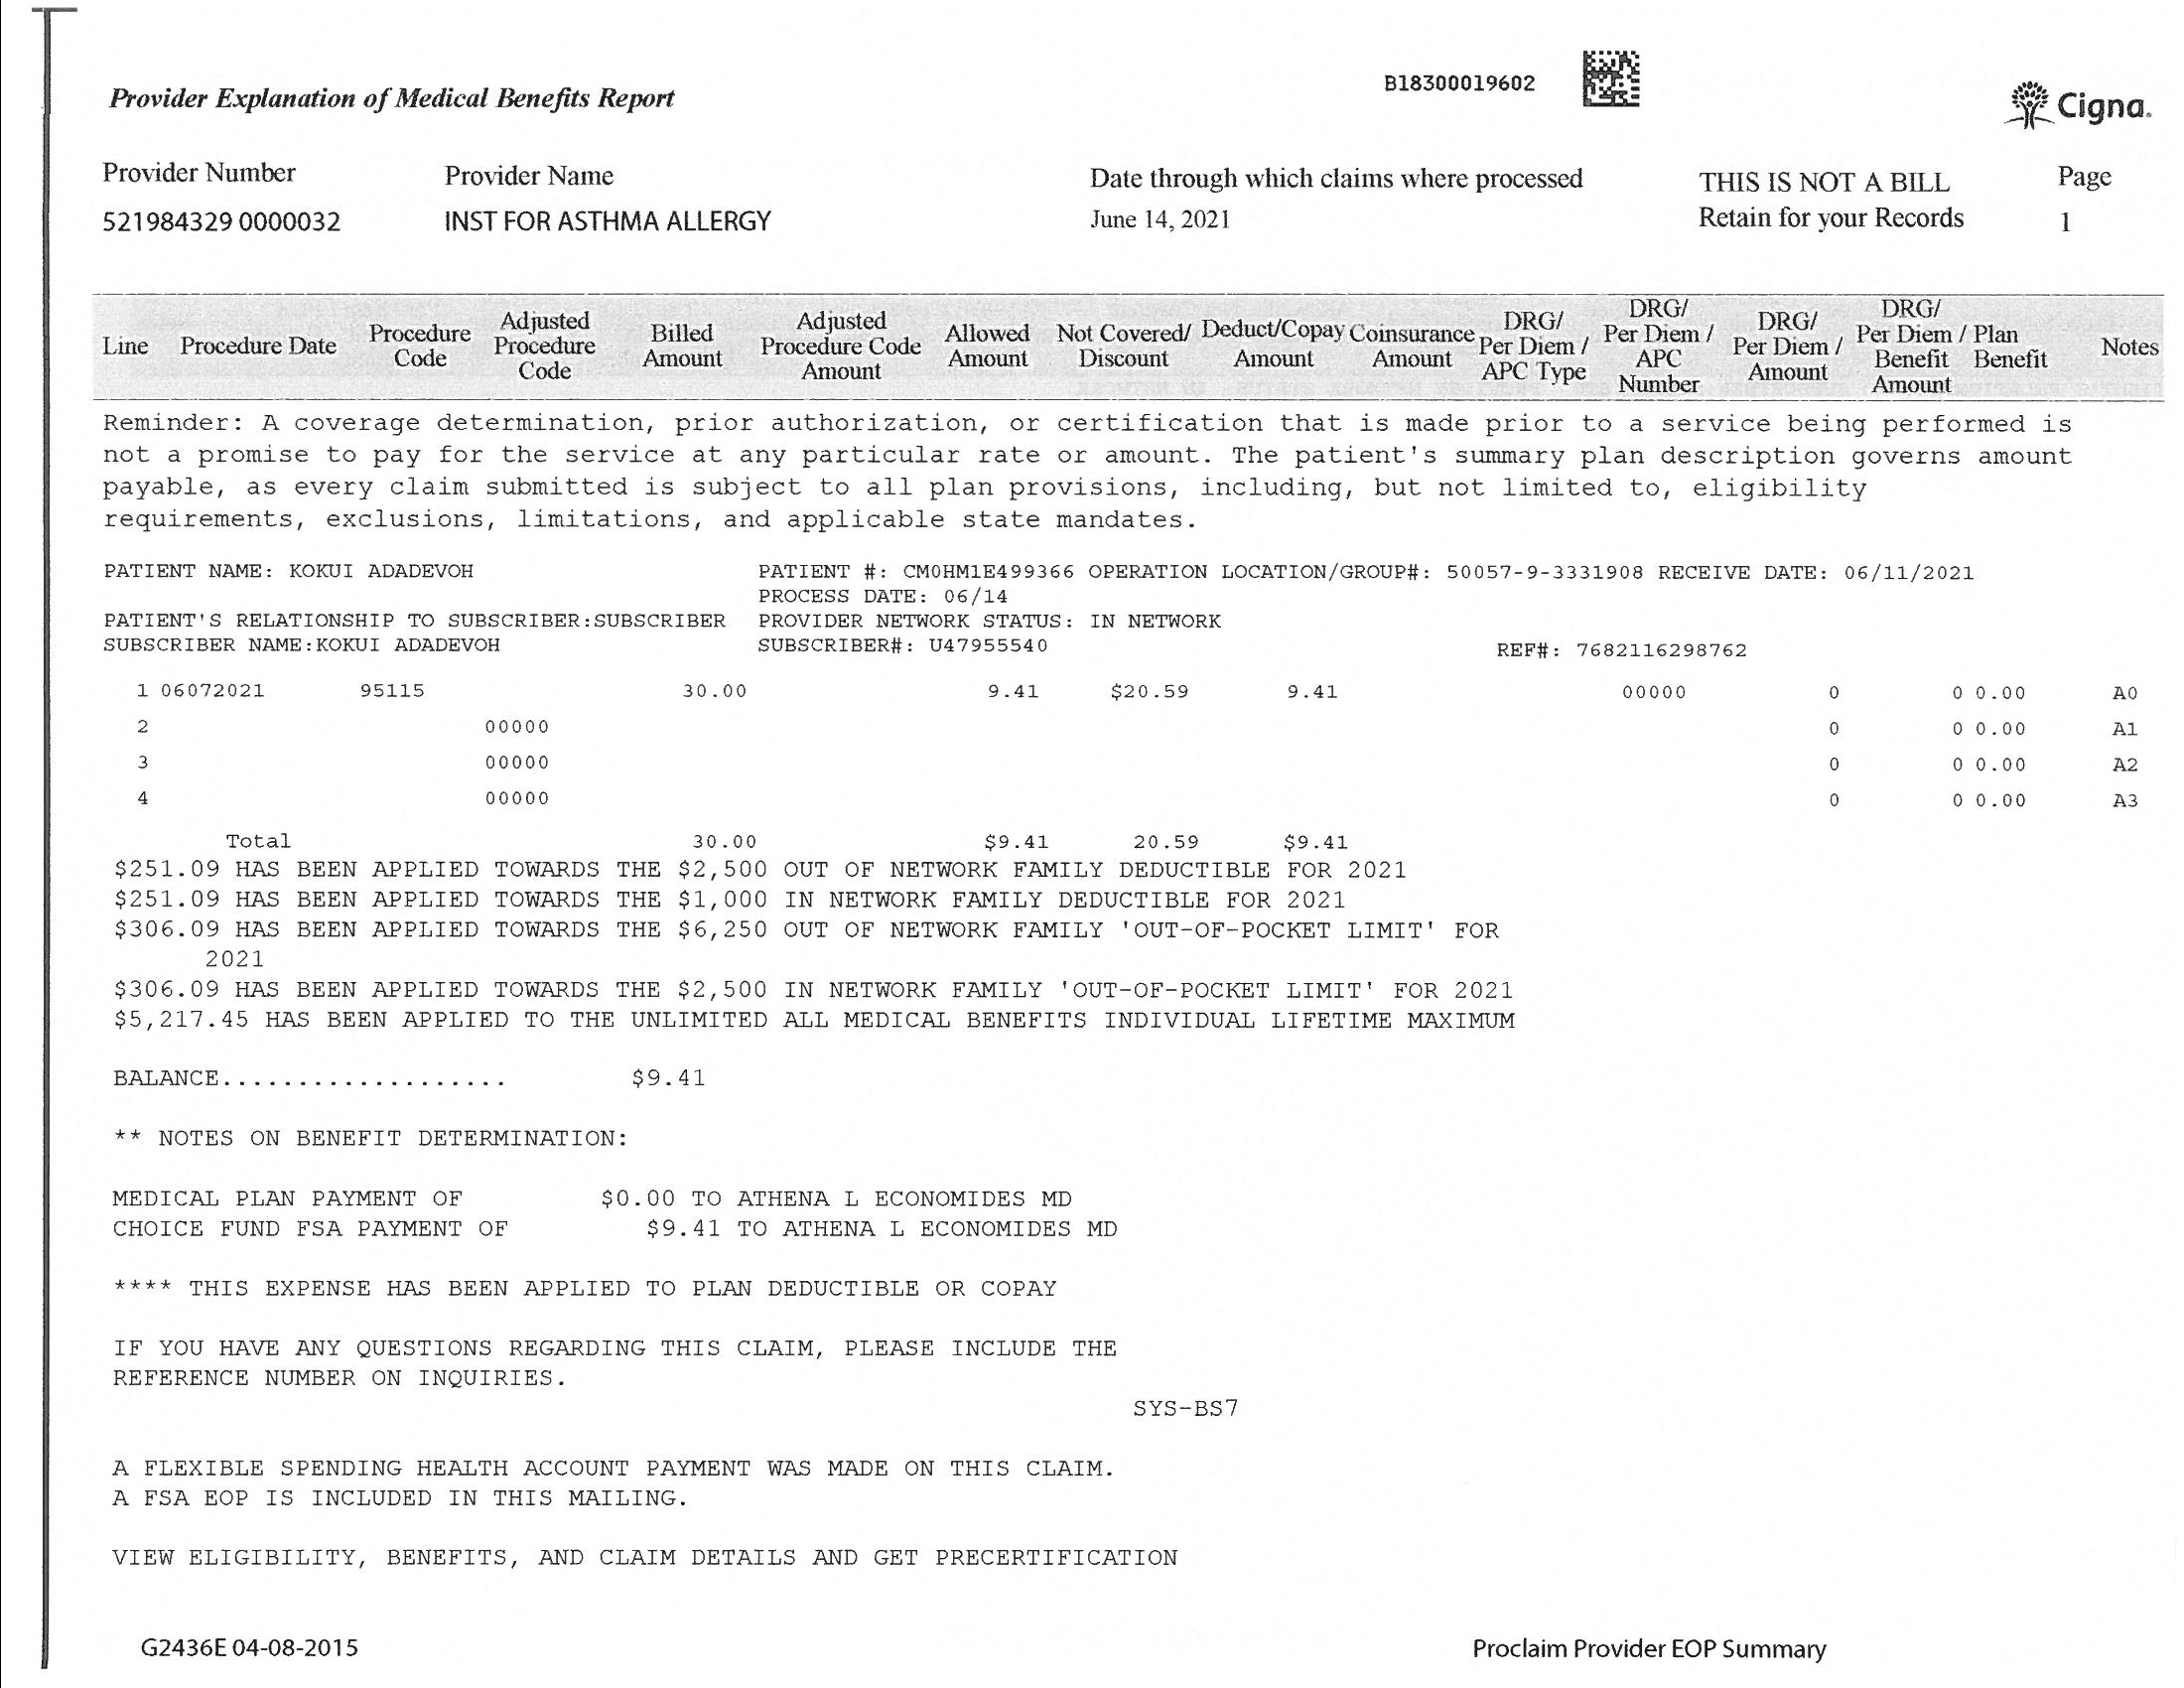 B18300019602
Provider Explanation of Medical Benefits Report
Cigna.
Provider Number Provider Name Date through which claims where processed THIS IS NOT A BILL Page
521984329 0000032 INST FOR ASTHMA ALLERGY June 14, 2021 Retain for your Records 1
Line Procedure Date Procedure Code Adjusted Procedure Code Billed Amount Adjusted Procedure Code Amount Allowed Amount Not Covered/ Discount Deduct/Copay Amount Coinsurance Amount DRG/ Per Diem / APC Type DRG/ Per Diem / APC Number DRG/ Per Diem / Amount DRG/ Per Diem / Benefit Amount Plan Benefit Notes
Reminder: A coverage determination, prior authorization, or certification that is made prior to a service being performed is
not a promise to pay for the service at any particular rate or amount. The patient's summary plan description governs amount
payable, as every claim submitted is subject to all plan provisions, including, but not limited to, eligibility
requirements, exclusions, limitations, and applicable state mandates.
PATIENT NAME: KOKUI ADADEVOH PATIENT #: CM0HM1E499366 OPERATION LOCATION/GROUP#: 50057-9-3331908 RECEIVE DATE: 06/11/2021
PROCESS DATE: 06/14
PATIENT'S RELATIONSHIP TO SUBSCRIBER:SUBSCRIBER PROVIDER NETWORK STATUS: IN NETWORK
SUBSCRIBER NAME:KOKUI ADADEVOH SUBSCRIBER#: U47955540 REF#: 7682116298762
1 06072021 95115 30.00 9.41 $20.59 9.41 00000 0 0 0.00 A0
2 00000 0 0 0.00 A1
3 00000 0 0 0.00 A2
4 00000 0 0 0.00 A3
Total 30.00 $9.41 20.59 $9.41
$251.09 HAS BEEN APPLIED TOWARDS THE $2,500 OUT OF NETWORK FAMILY DEDUCTIBLE FOR 2021
$251.09 HAS BEEN APPLIED TOWARDS THE $1,000 IN NETWORK FAMILY DEDUCTIBLE FOR 2021
$306.09 HAS BEEN APPLIED TOWARDS THE $6,250 OUT OF NETWORK FAMILY 'OUT-OF-POCKET LIMIT' FOR
2021
$306.09 HAS BEEN APPLIED TOWARDS THE $2,500 IN NETWORK FAMILY 'OUT-OF-POCKET LIMIT' FOR 2021
$5,217.45 HAS BEEN APPLIED TO THE UNLIMITED ALL MEDICAL BENEFITS INDIVIDUAL LIFETIME MAXIMUM
BALANCE................... $9.41
** NOTES ON BENEFIT DETERMINATION:
MEDICAL PLAN PAYMENT OF $0.00 TO ATHENA L ECONOMIDES MD
CHOICE FUND FSA PAYMENT OF $9.41 TO ATHENA L ECONOMIDES MD
**** THIS EXPENSE HAS BEEN APPLIED TO PLAN DEDUCTIBLE OR COPAY
IF YOU HAVE ANY QUESTIONS REGARDING THIS CLAIM, PLEASE INCLUDE THE
REFERENCE NUMBER ON INQUIRIES.
SYS-BS7
A FLEXIBLE SPENDING HEALTH ACCOUNT PAYMENT WAS MADE ON THIS CLAIM.
A FSA EOP IS INCLUDED IN THIS MAILING.
VIEW ELIGIBILITY, BENEFITS, AND CLAIM DETAILS AND GET PRECERTIFICATION
G2436E 04-08-2015 Proclaim Provider EOP Summary